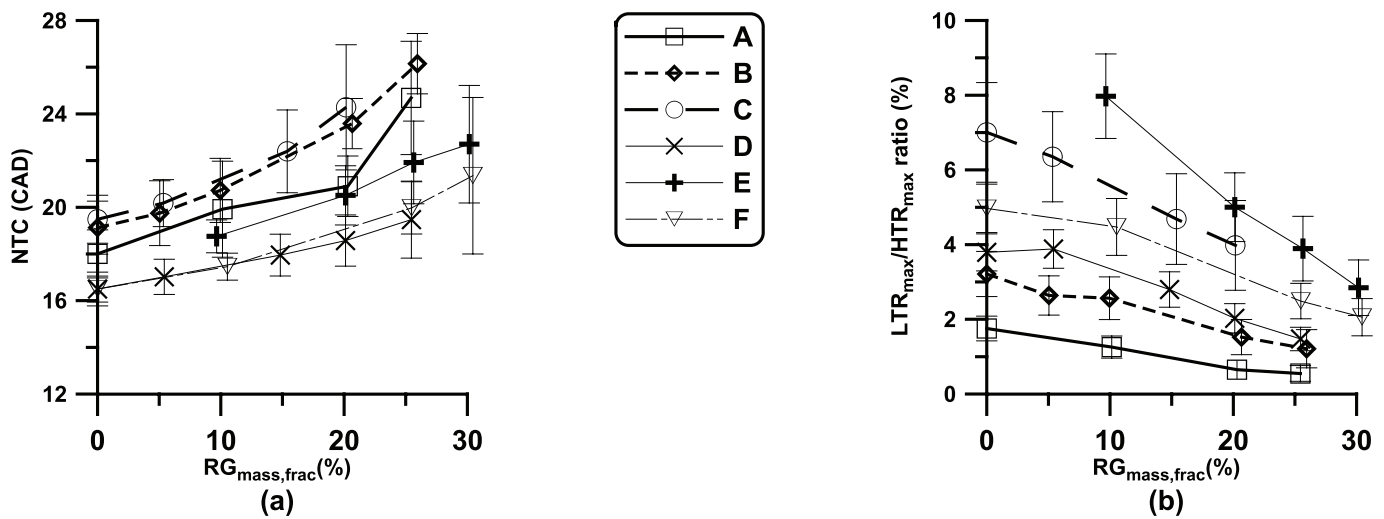 28
24
20
16
12
NTC (CAD)
0 10 20 30
RGmass,frac(%)
(a)
A
B
C
D
E
F
10
8
6
4
2
0
LTRmax/HTRmax ratio (%)
0 10 20 30
RGmass,frac(%)
(b)